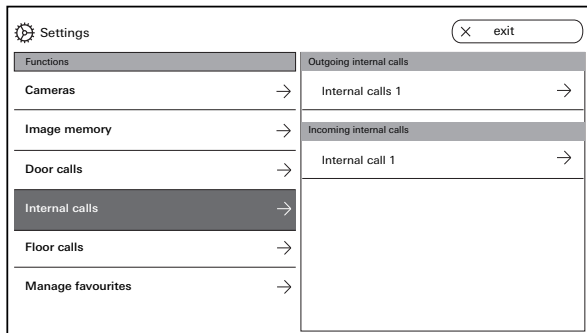 Settings
exit
Functions
Cameras
Image memory
Door calls
Internal calls
Floor calls
Manage favourites
Outgoing internal calls
Internal calls 1
Incoming internal calls
Internal call 1